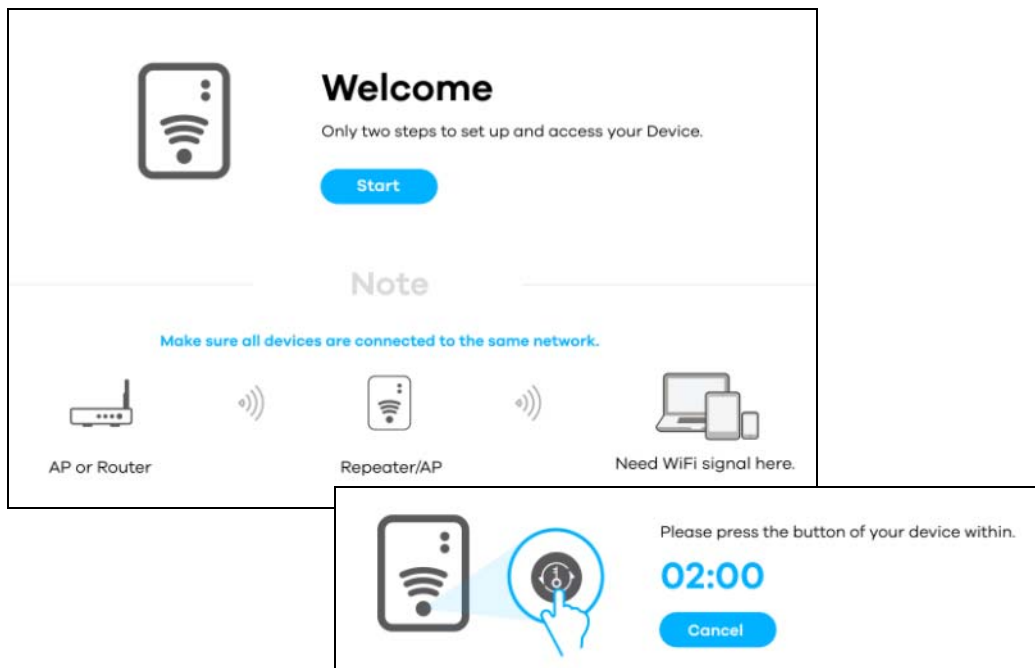 Welcome
Only two steps to set up and access your Device.
Start
Note
Make sure all devices are connected to the same network.
AP or Router
Repeater/AP
Need WiFi signal here.
Please press the button of your device within.
02:00
Cancel